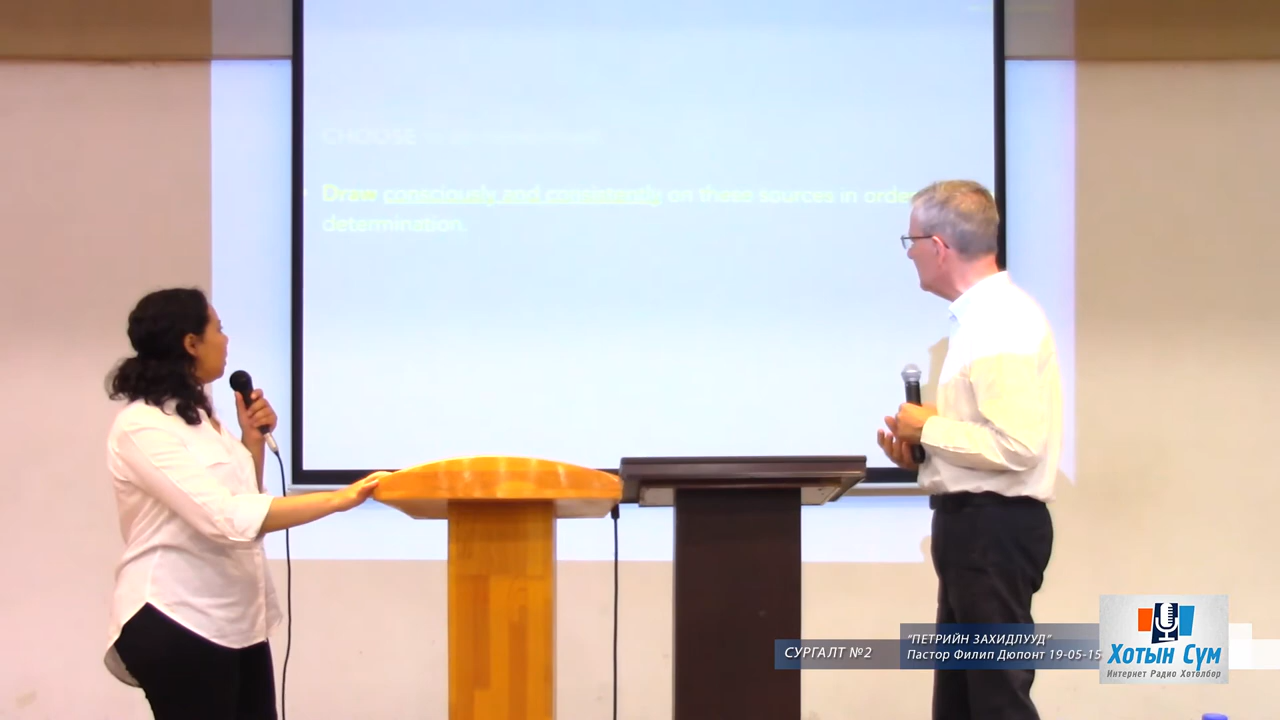 CHOOSE
Draw consciously and consistently on these sources in orde
determination.
СУРГАЛТ №2
"ПЕТРИЙН ЗАХИДЛУУД"
Пастор Филип Дюпонт 19-05-15
Хотын Сүм
Интернет Радио Хөтөлбөр